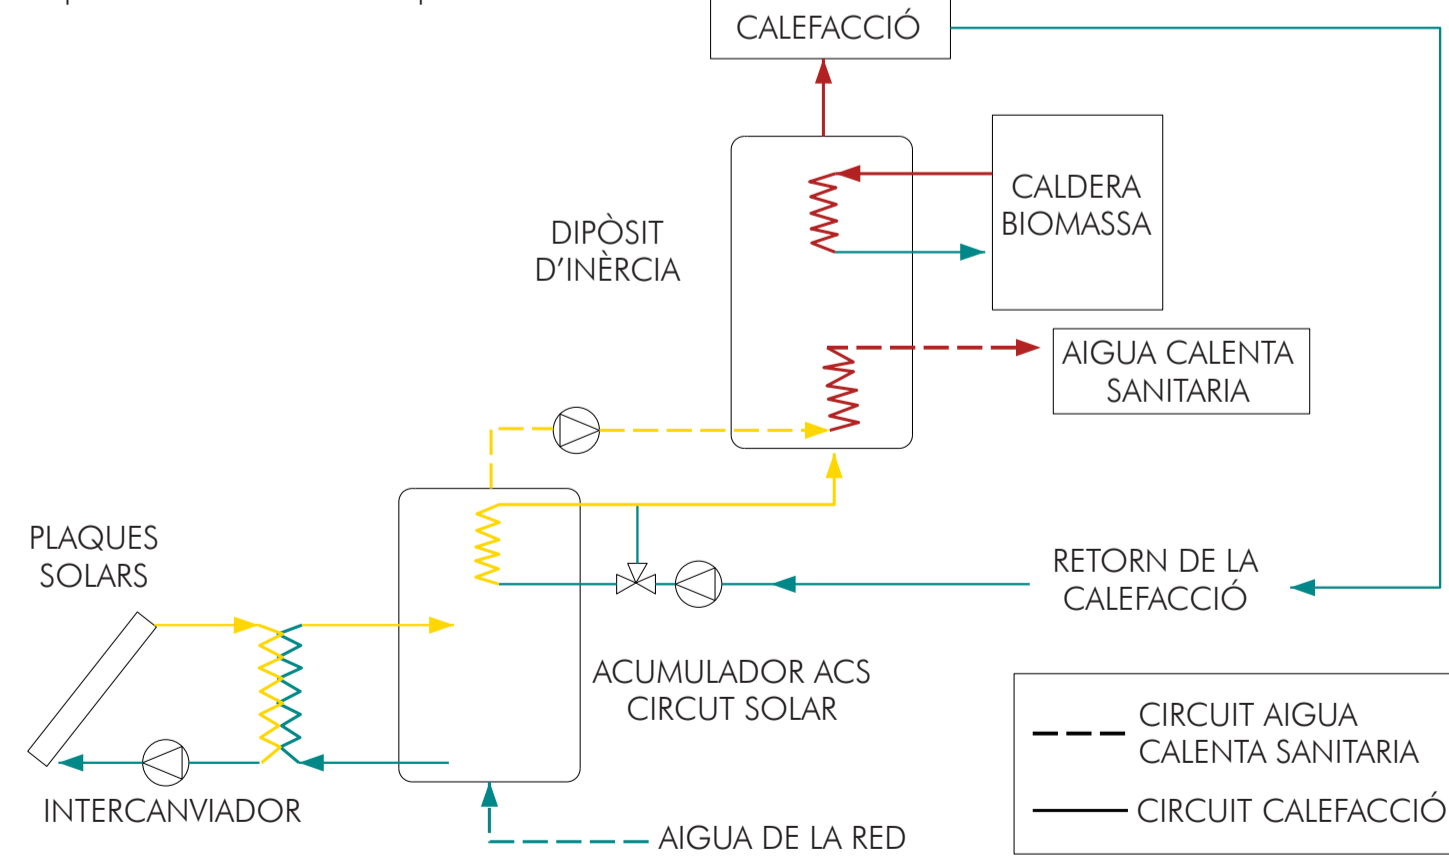 CALEFACCIÓ
CALDERA
BIOMASSA
DIPÒSIT
D'INÈRCIA
AIGUA CALENTA
SANITARIA
PLAQUES
SOLARS
RETORN DE LA
CALEFACCIÓ
ACUMULADOR ACS
CIRCUT SOLAR
INTERCANVIADOR
AIGUA DE LA RED
CIRCUIT AIGUA
CALENTA SANITARIA
CIRCUIT CALEFACCIÓ